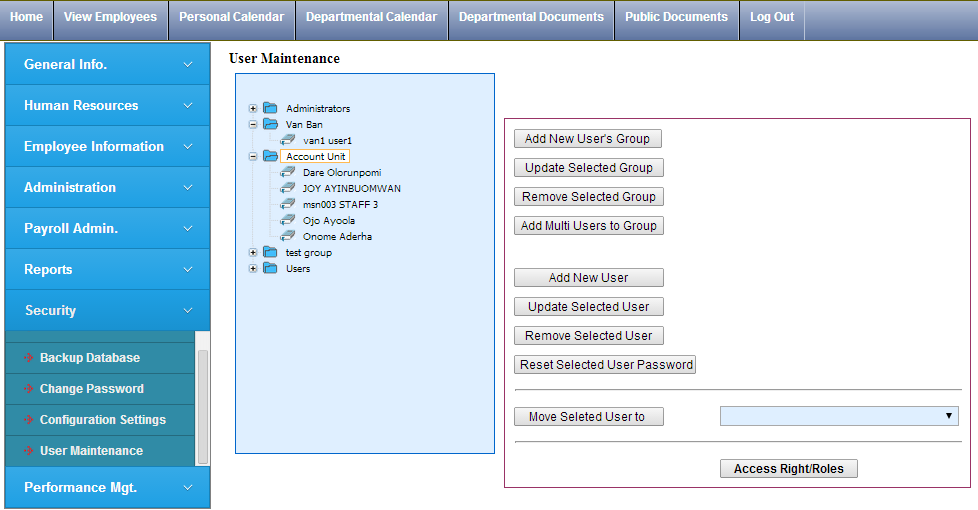 Home View Employees Personal Calendar Departmental Calendar Departmental Documents Public Documents Log Out
General Info.
Human Resources
Employee Information
Administration
Payroll Admin.
Reports
Security
Backup Database
Change Password
Configuration Settings
User Maintenance
Performance Mgt.
User Maintenance
Administrators
Van Ban
van1 user1
Account Unit
Dare Olorunpomi
JOY AYINBUOMWAN
msn003 STAFF 3
Ojo Ayoola
Onome Aderha
test group
Users
Add New User's Group
Update Selected Group
Remove Selected Group
Add Multi Users to Group
Add New User
Update Selected User
Remove Selected User
Reset Selected User Password
Move Seleted User to
Access Right/Roles